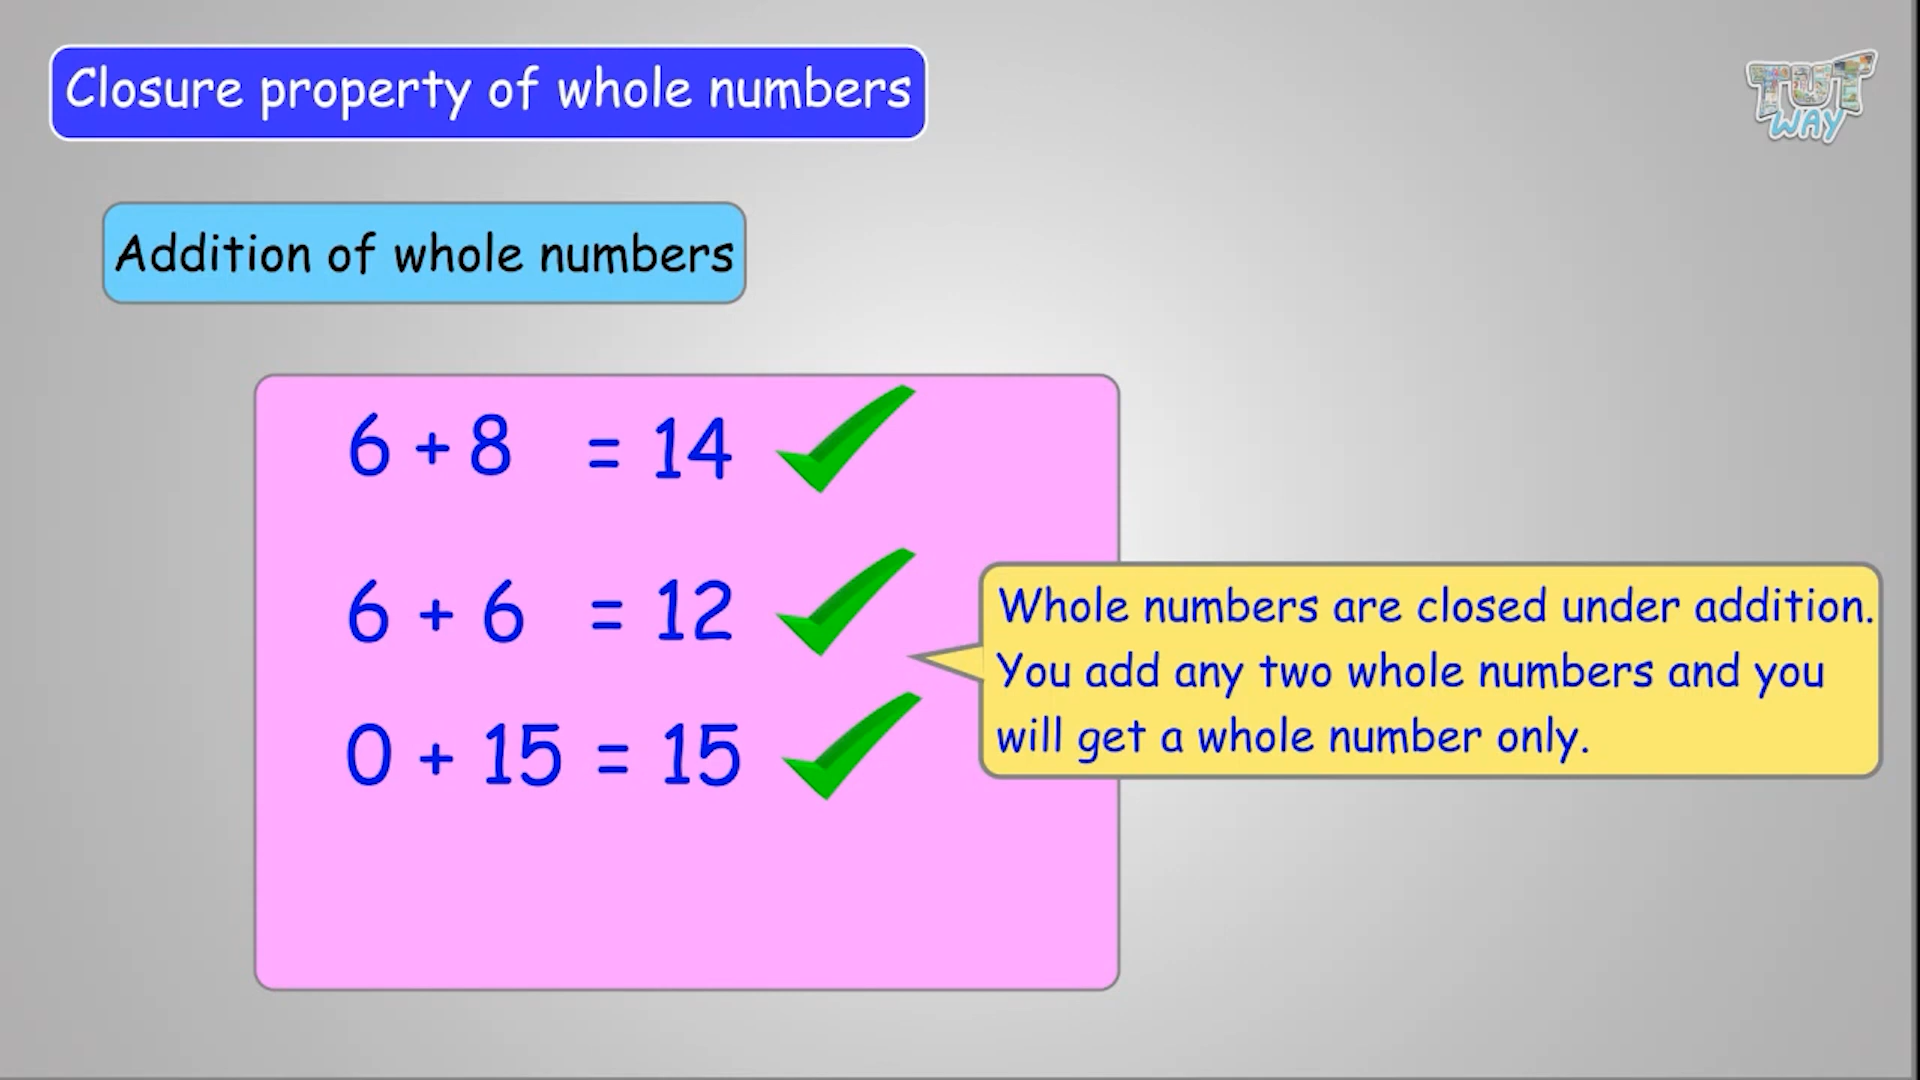 Closure property of whole numbers
TUT
WAY
Addition of whole numbers
6 + 8 = 14
6 + 6 = 12
0 + 15 = 15
Whole numbers are closed under addition.
You add any two whole numbers and you
will get a whole number only.